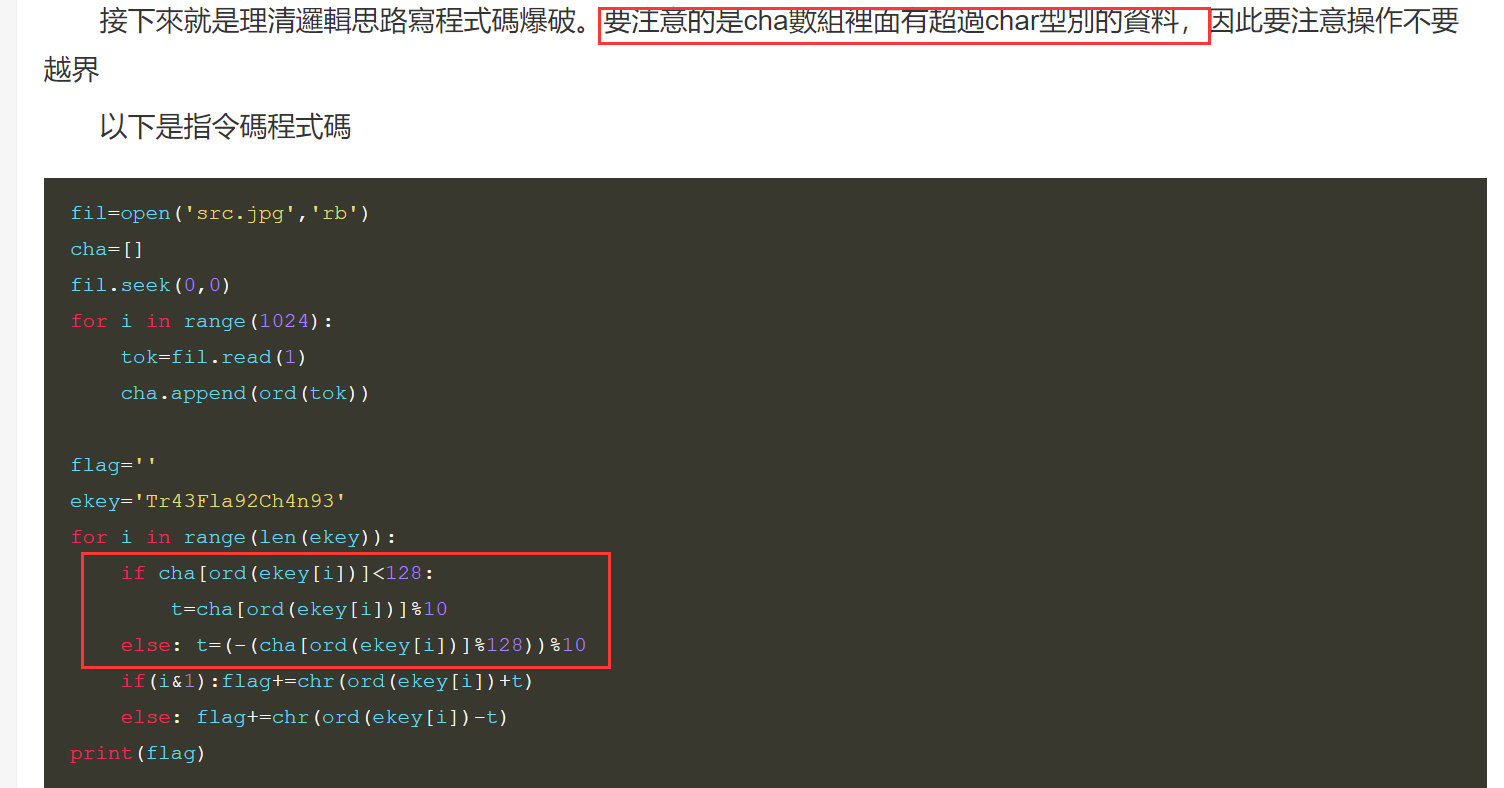 接下來就是理清邏輯思路寫程式碼爆破。要注意的是cha數組裡面有超過char型別的資料，因此要注意操作不要
越界
以下是指令碼程式碼
fil=open('src.jpg','rb')
cha=[]
fil.seek(0,0)
for i in range(1024):
    tok=fil.read(1)
    cha.append(ord(tok))
flag=''
ekey='Tr43Fla92Ch4n93'
for i in range(len(ekey)):
    if cha[ord(ekey[i])]<128:
        t=cha[ord(ekey[i])]%10
    else: t=(-(cha[ord(ekey[i])]%128))%10
    if(i&1):flag+=chr(ord(ekey[i])+t)
    else: flag+=chr(ord(ekey[i])-t)
print(flag)